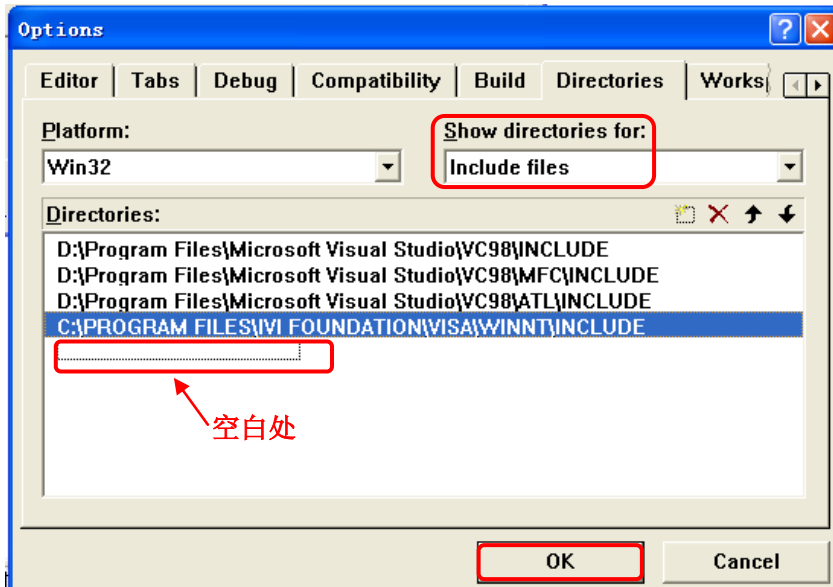 Options
Editor Tabs Debug Compatibility Build Directories Works
Platform: Show directories for:
Win32 Include files
Directories:
D:\Program Files\Microsoft Visual Studio\VC98\INCLUDE
D:\Program Files\Microsoft Visual Studio\VC98\MFC\INCLUDE
D:\Program Files\Microsoft Visual Studio\VC98\ATL\INCLUDE
C:\PROGRAM FILES\IVI FOUNDATION\VISA\WINNT\INCLUDE
空白处
OK Cancel